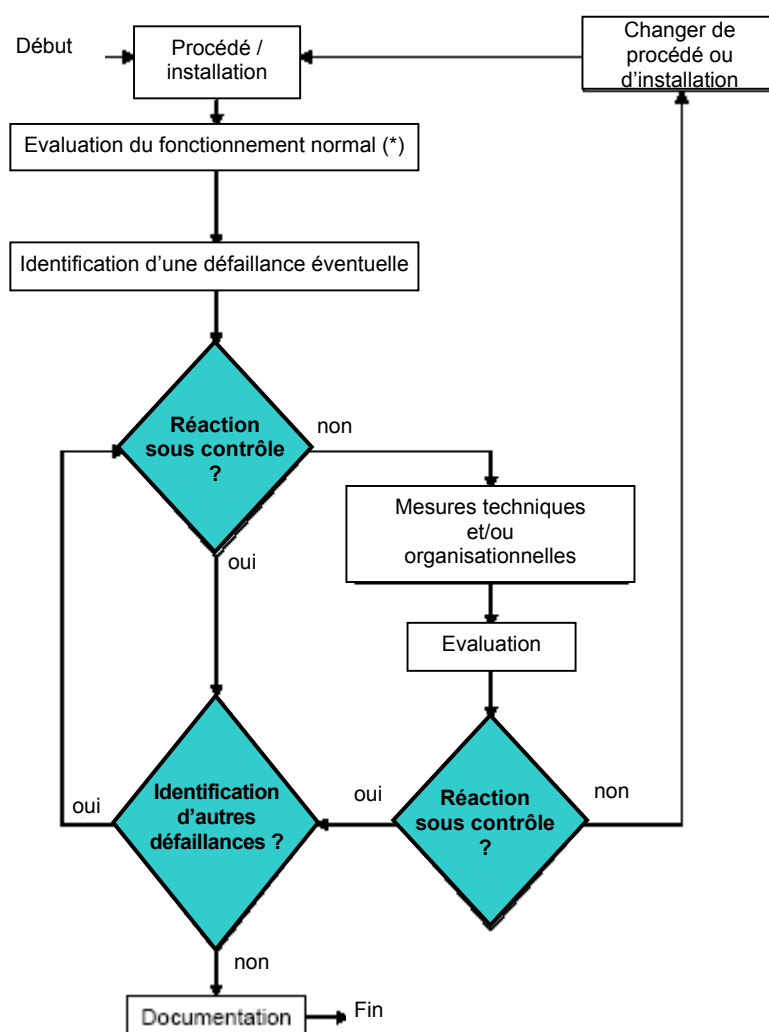 Début
Procédé /
installation
Changer de
procédé ou
d'installation
Evaluation du fonctionnement normal (*)
Identification d'une défaillance éventuelle
Réaction
sous contrôle
?
non
oui
Mesures techniques
et/ou
organisationnelles
Evaluation
Réaction
sous contrôle
?
non
oui
Identification
d'autres
défaillances ?
oui
non
Documentation
Fin